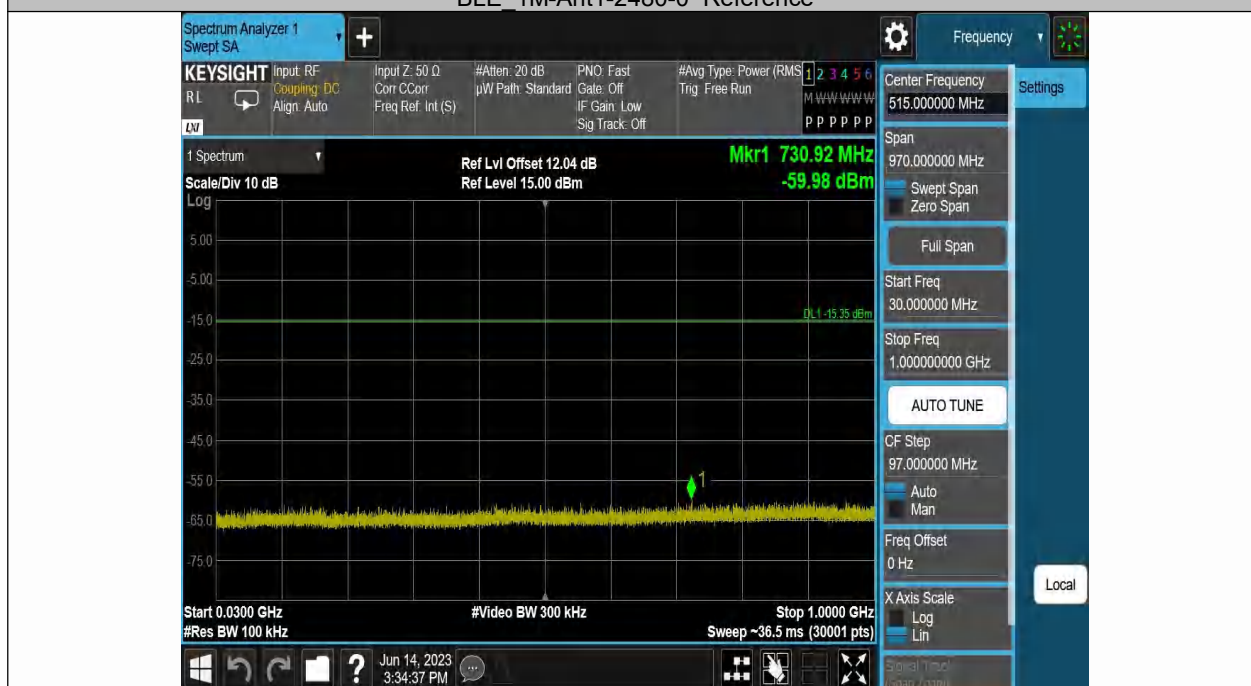 BLE_1M-Ant1-2480-0~Reference
Spectrum Analyzer 1
Swept SA
+
Frequency
KEYSIGHT
RL
LXI
Input: RF
Coupling: DC
Align: Auto
Input Z: 50 Ω
Corr CCorr
Freq Ref: Int (S)
#Atten: 20 dB
µW Path: Standard
PNO: Fast
Gate: Off
IF Gain: Low
Sig Track: Off
#Avg Type: Power (RMS
Trig: Free Run
1 2 3 4 5 6
M W W W W W
P P P P P P
Center Frequency
515.000000 MHz
Settings
Span
970.000000 MHz
Swept Span
Zero Span
Full Span
Start Freq
30.000000 MHz
Stop Freq
1.000000000 GHz
AUTO TUNE
CF Step
97.000000 MHz
Auto
Man
Freq Offset
0 Hz
X Axis Scale
Log
Lin
Local
1 Spectrum
Scale/Div 10 dB
Log
Ref Lvl Offset 12.04 dB
Ref Level 15.00 dBm
Mkr1 730.92 MHz
-59.98 dBm
5.00
-5.00
-15.0
DL1 -15.35 dBm
-25.0
-35.0
-45.0
-55.0
1
-65.0
-75.0
Start 0.0300 GHz
#Video BW 300 kHz
Stop 1.0000 GHz
#Res BW 100 kHz
Sweep ~36.5 ms (30001 pts)
?
Jun 14, 2023
3:34:37 PM